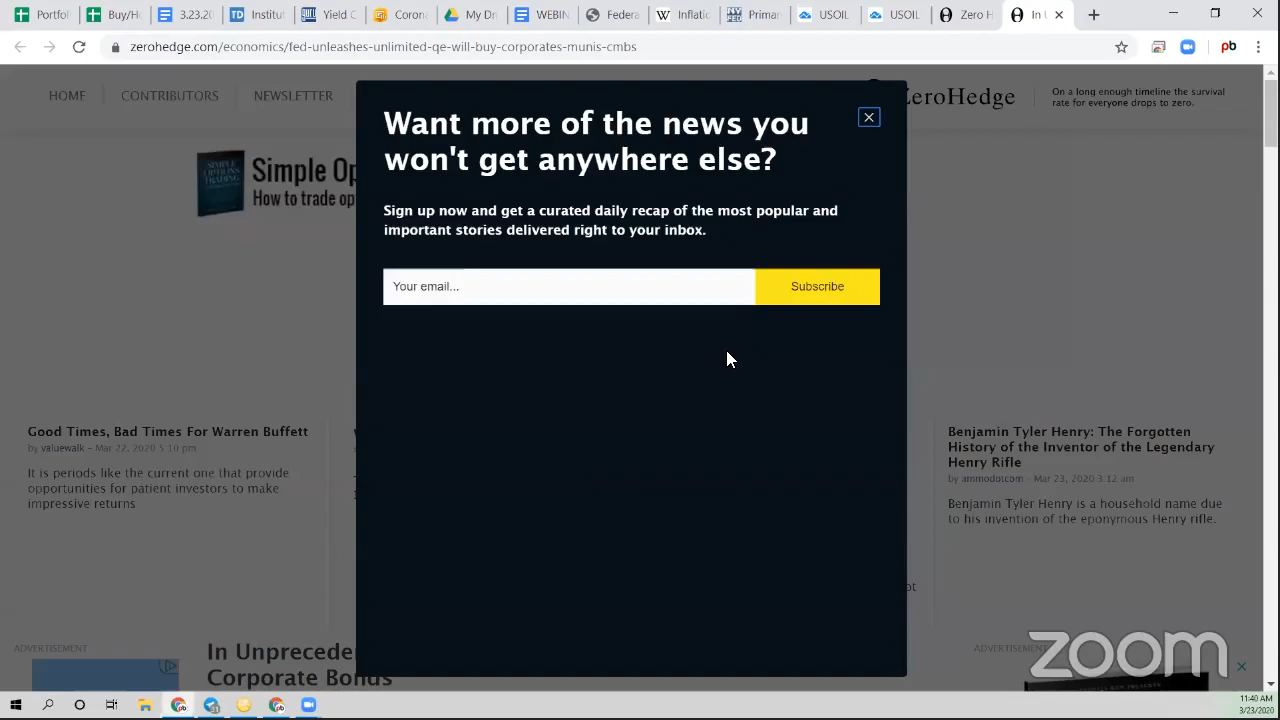 Portfol
Buy/Ho
3.23.20
Institut
Yield C
Coron
My Dr
WEBIN
Federa
Inflatic
Primar
USOIL
USOIL
Zero H
In U
zerohedge.com/economics/fed-unleashes-unlimited-qe-will-buy-corporates-munis-cmbs
HOME
CONTRIBUTORS
NEWSLETTER
ZeroHedge
On a long enough timeline the survival
rate for everyone drops to zero.
Want more of the news you
won't get anywhere else?
Simple Op
How to trade opt
Sign up now and get a curated daily recap of the most popular and
important stories delivered right to your inbox.
Your email...
Subscribe
Good Times, Bad Times For Warren Buffett
by valuewalk - Mar 22, 2020 5:10 pm
It is periods like the current one that provide
opportunities for patient investors to make
impressive returns
Benjamin Tyler Henry: The Forgotten
History of the Inventor of the Legendary
Henry Rifle
by ammodotcom - Mar 23, 2020 3:12 am
Benjamin Tyler Henry is a household name due
to his invention of the eponymous Henry rifle.
ot
ADVERTISEMENT
In Unpreceder
Corporate Bonds
ADVERTISEMENT
zoom
11:40 AM
3/23/2020